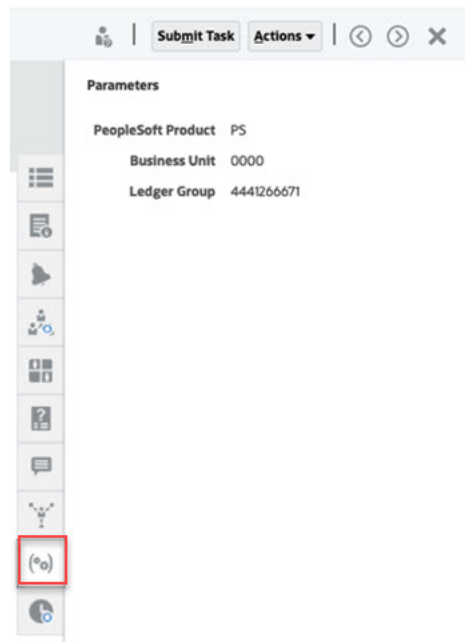 Submit Task Actions
Parameters
PeopleSoft Product PS
Business Unit 0000
Ledger Group 4441266671